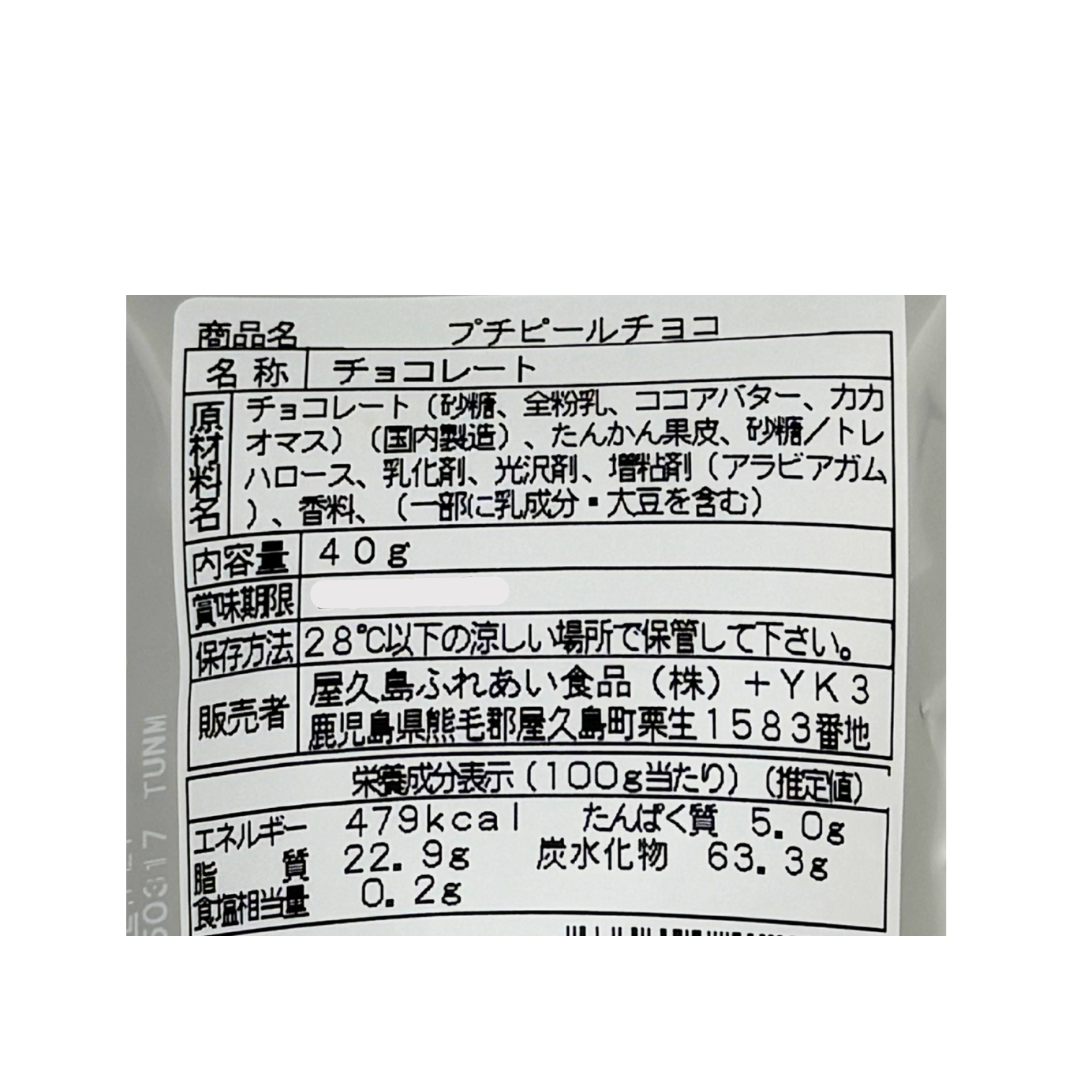 商品名 プチピールチョコ
名称 チョコレート
原材料名 チョコレート（砂糖、全粉乳、ココアバター、カカ
オマス）（国内製造）、たんかん果皮、砂糖／トレ
ハロース、乳化剤、光沢剤、増粘剤（アラビアガム
）、香料、（一部に乳成分・大豆を含む）
内容量 40g
賞味期限
保存方法 28℃以下の涼しい場所で保管して下さい。
販売者 屋久島ふれあい食品（株）＋YK3
鹿児島県熊毛郡屋久島町栗生1583番地
栄養成分表示（100g当たり）（推定値）
エネルギー 479kcal たんぱく質 5.0g
脂質 22.9g 炭水化物 63.3g
食塩相当量 0.2g
50317 TUNM